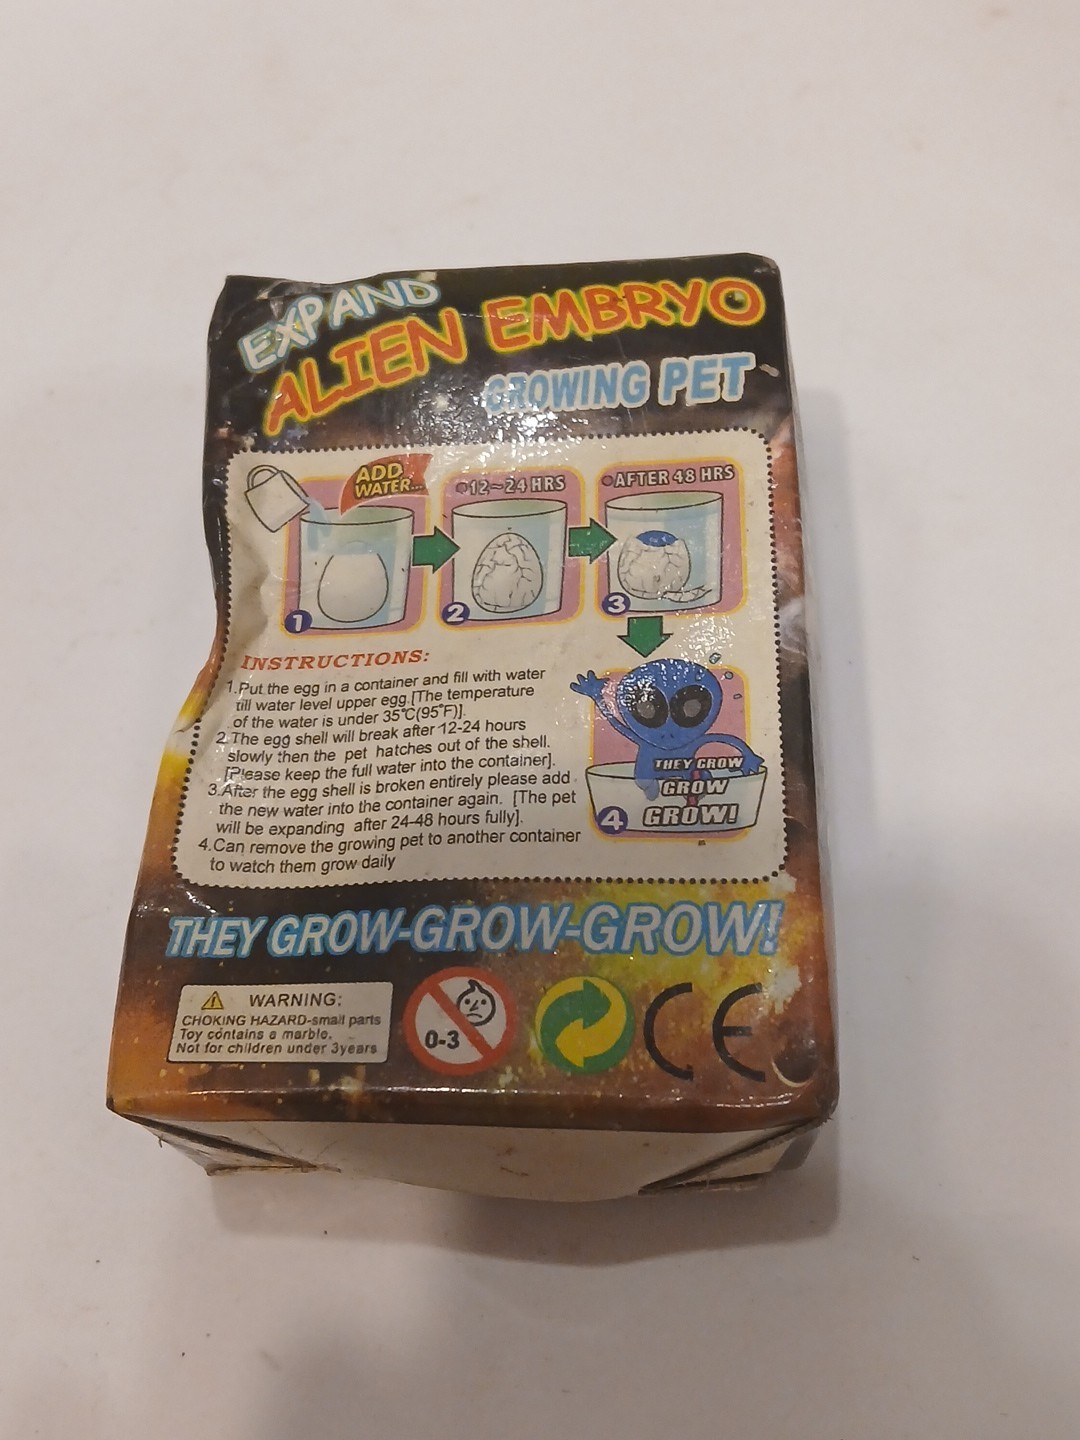 EXPAND
ALIEN EMBRYO
GROWING PET
ADD
WATER...
12~24 HRS
AFTER 48 HRS
1
2
3
INSTRUCTIONS:
1.Put the egg in a container and fill with water
till water level upper egg.[The temperature
of the water is under 35°C(95°F)].
2.The egg shell will break after 12-24 hours
slowly then the pet hatches out of the shell.
[Please keep the full water into the container].
3.After the egg shell is broken entirely please add
the new water into the container again. [The pet
will be expanding after 24-48 hours fully].
4.Can remove the growing pet to another container
to watch them grow daily
THEY GROW
GROW
GROW!
4
THEY GROW-GROW-GROW!
WARNING:
CHOKING HAZARD-small parts
Toy contains a marble.
Not for children under 3years
0-3
CE